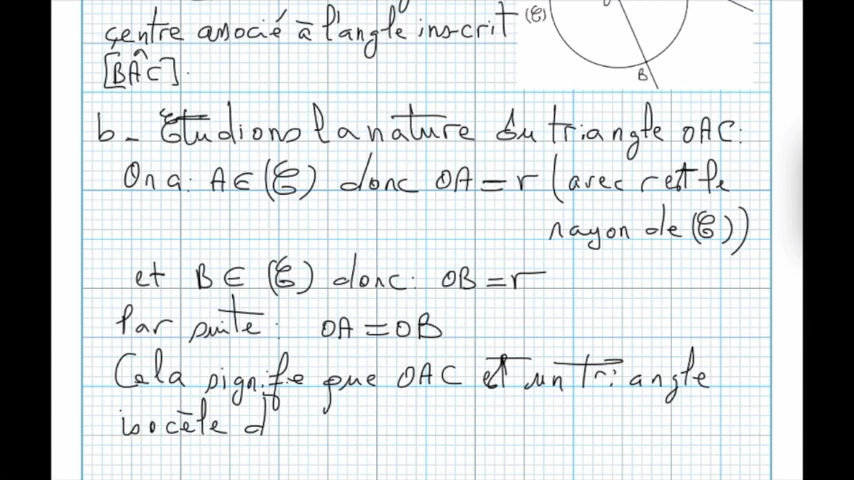 centre associé à l'angle inscrit (𝒞)
[BÂC].
B
b- Étudions la nature du triangle OAC:
On a: A∈(𝒞) donc OA = r (avec r est le
rayon de (𝒞))
et B∈ (𝒞) donc: OB = r
Par suite: OA = OB
Cela signifie que OAC est un triangle
isocèle d